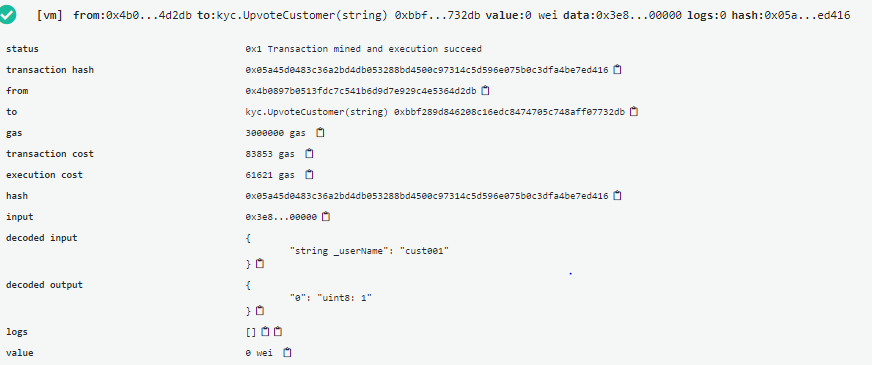 [vm] from:0x4b0...4d2db to:kyc.UpvoteCustomer(string) 0xbbf...732db value:0 wei data:0x3e8...00000 logs:0 hash:0x05a...ed416
status 0x1 Transaction mined and execution succeed
transaction hash 0x05a45d0483c36a2bd4db053288bd4500c97314c5d596e075b0c3dfa4be7ed416
from 0x4b0897b0513fdc7c541b6d9d7e929c4e5364d2db
to kyc.UpvoteCustomer(string) 0xbbf289d846208c16edc8474705c748aff07732db
gas 3000000 gas
transaction cost 83853 gas
execution cost 61621 gas
hash 0x05a45d0483c36a2bd4db053288bd4500c97314c5d596e075b0c3dfa4be7ed416
input 0x3e8...00000
decoded input {
"string _userName": "cust001"
}
decoded output {
"0": "uint8: 1"
}
logs []
value 0 wei